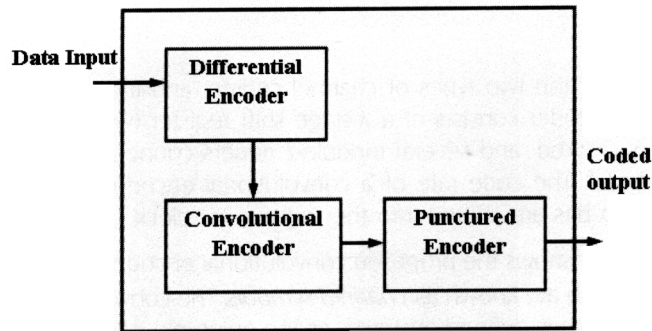 Data Input
Differential
Encoder
Convolutional
Encoder
Punctured
Encoder
Coded
output